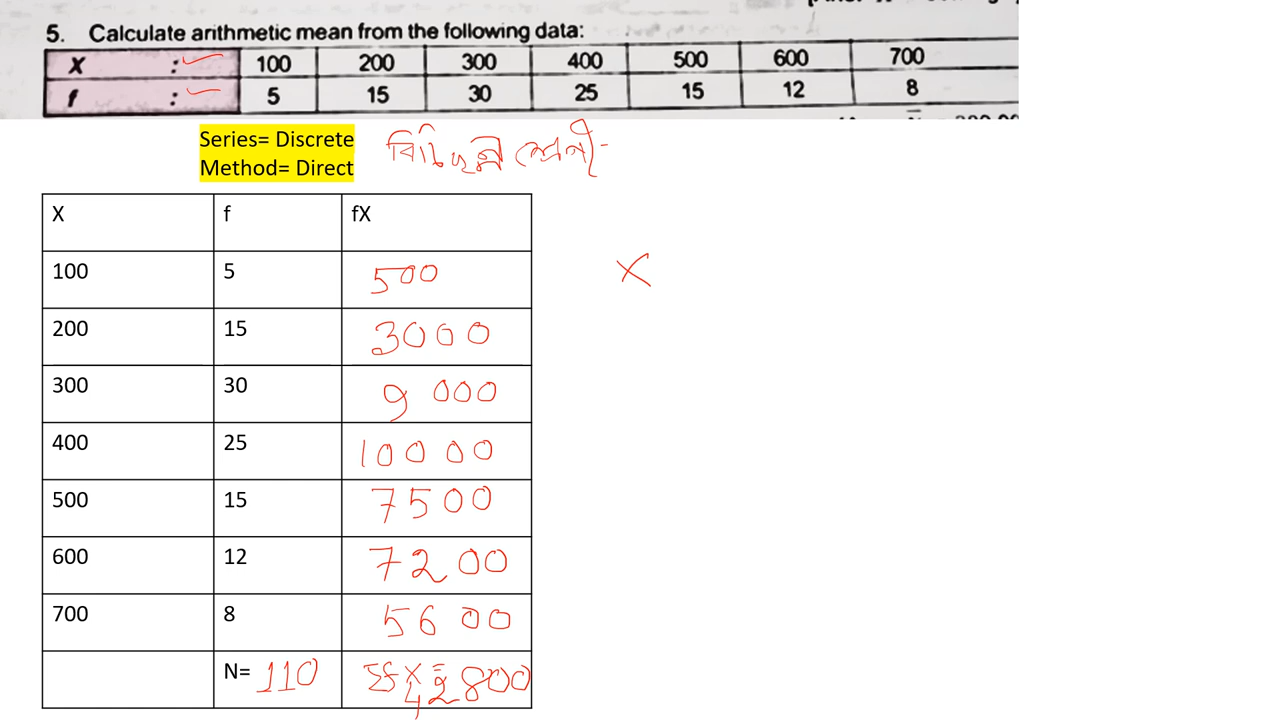 5. Calculate arithmetic mean from the following data:
X : 100 200 300 400 500 600 700
f : 5 15 30 25 15 12 8
Series= Discrete
Method= Direct
X f fX
100 5 500
200 15 3000
300 30 9000
400 25 10000
500 15 7500
600 12 7200
700 8 5600
N= 110 Σfx = 42800
X